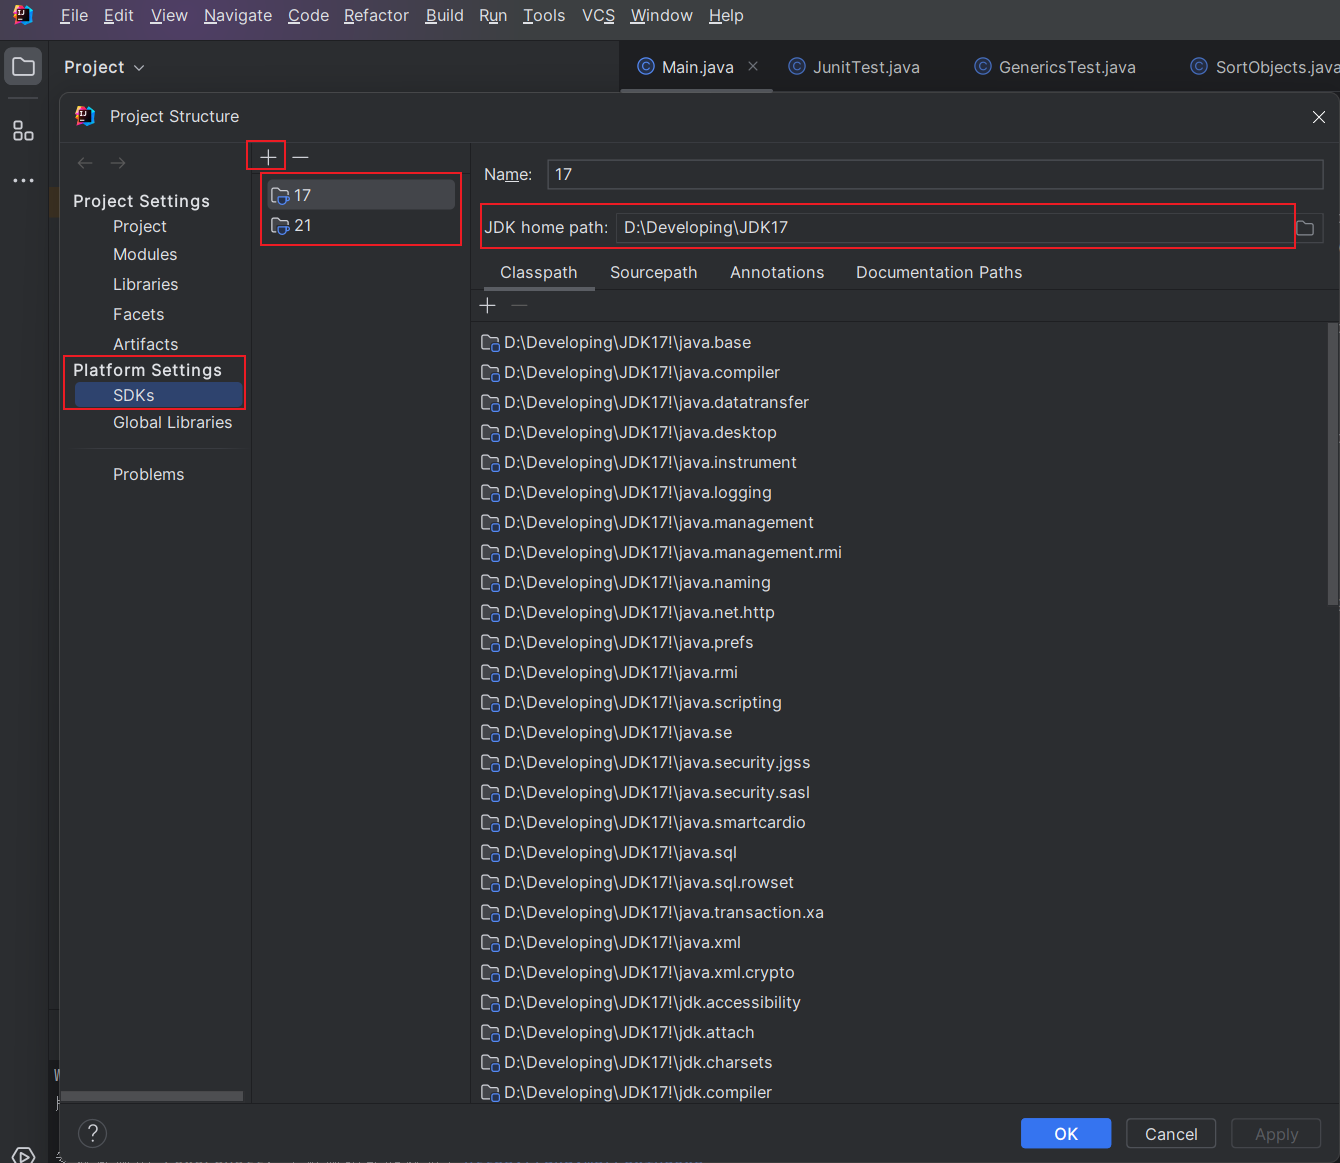 File Edit View Navigate Code Refactor Build Run Tools VCS Window Help
Project
Main.java JunitTest.java GenericsTest.java SortObjects.java
Project Structure
Project Settings
Project
Modules
Libraries
Facets
Artifacts
Platform Settings
SDKs
Global Libraries
Problems
17
21
Name: 17
JDK home path: D:\Developing\JDK17
Classpath Sourcepath Annotations Documentation Paths
D:\Developing\JDK17!\java.base
D:\Developing\JDK17!\java.compiler
D:\Developing\JDK17!\java.datatransfer
D:\Developing\JDK17!\java.desktop
D:\Developing\JDK17!\java.instrument
D:\Developing\JDK17!\java.logging
D:\Developing\JDK17!\java.management
D:\Developing\JDK17!\java.management.rmi
D:\Developing\JDK17!\java.naming
D:\Developing\JDK17!\java.net.http
D:\Developing\JDK17!\java.prefs
D:\Developing\JDK17!\java.rmi
D:\Developing\JDK17!\java.scripting
D:\Developing\JDK17!\java.se
D:\Developing\JDK17!\java.security.jgss
D:\Developing\JDK17!\java.security.sasl
D:\Developing\JDK17!\java.smartcardio
D:\Developing\JDK17!\java.sql
D:\Developing\JDK17!\java.sql.rowset
D:\Developing\JDK17!\java.transaction.xa
D:\Developing\JDK17!\java.xml
D:\Developing\JDK17!\java.xml.crypto
D:\Developing\JDK17!\jdk.accessibility
D:\Developing\JDK17!\jdk.attach
D:\Developing\JDK17!\jdk.charsets
D:\Developing\JDK17!\jdk.compiler
?
OK Cancel Apply